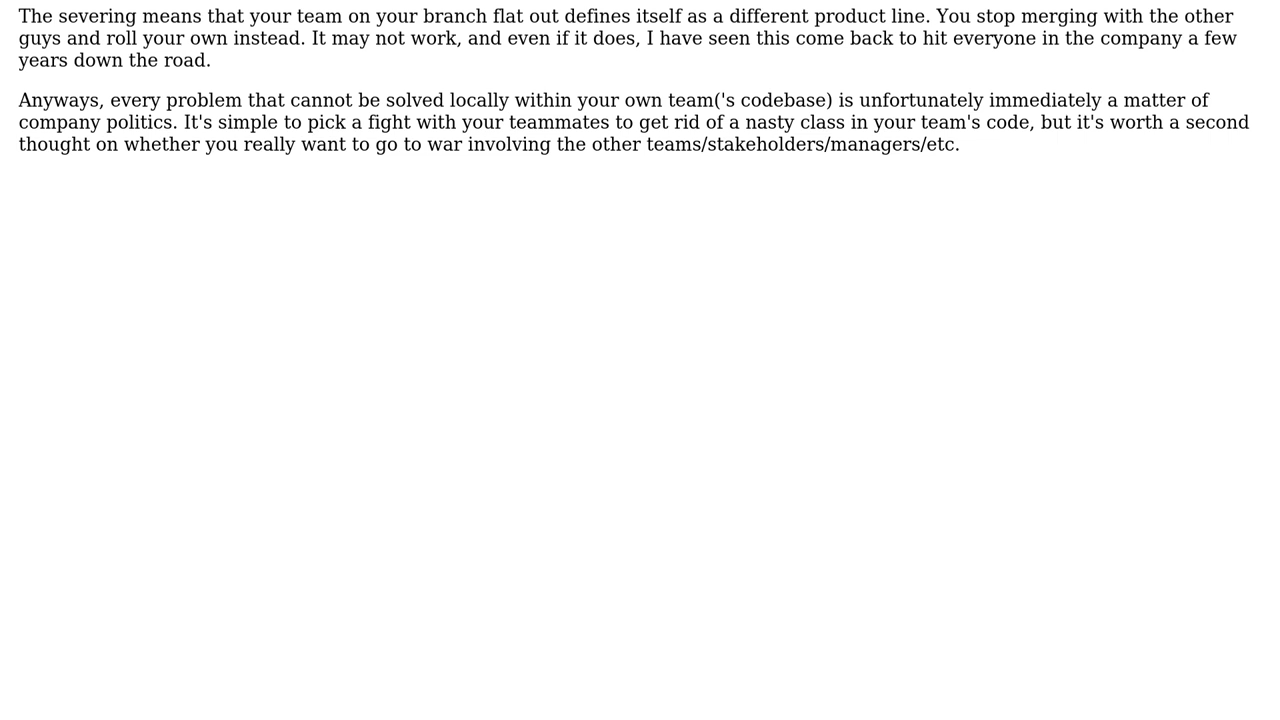 The severing means that your team on your branch flat out defines itself as a different product line. You stop merging with the other
guys and roll your own instead. It may not work, and even if it does, I have seen this come back to hit everyone in the company a few
years down the road.
Anyways, every problem that cannot be solved locally within your own team('s codebase) is unfortunately immediately a matter of
company politics. It's simple to pick a fight with your teammates to get rid of a nasty class in your team's code, but it's worth a second
thought on whether you really want to go to war involving the other teams/stakeholders/managers/etc.